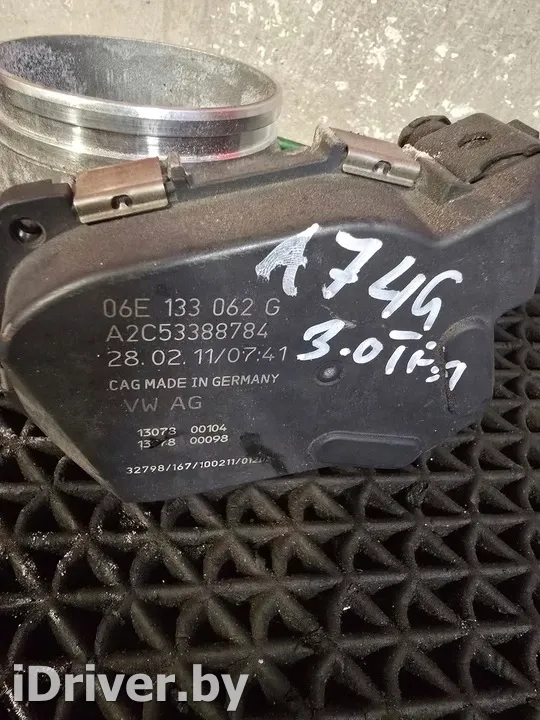 06E 133 062 G
A2C53388784
28.02.11/07:41
CAG MADE IN GERMANY
VW AG
13073 00104
00098
A74G
3.0TFSI
iDriver.by